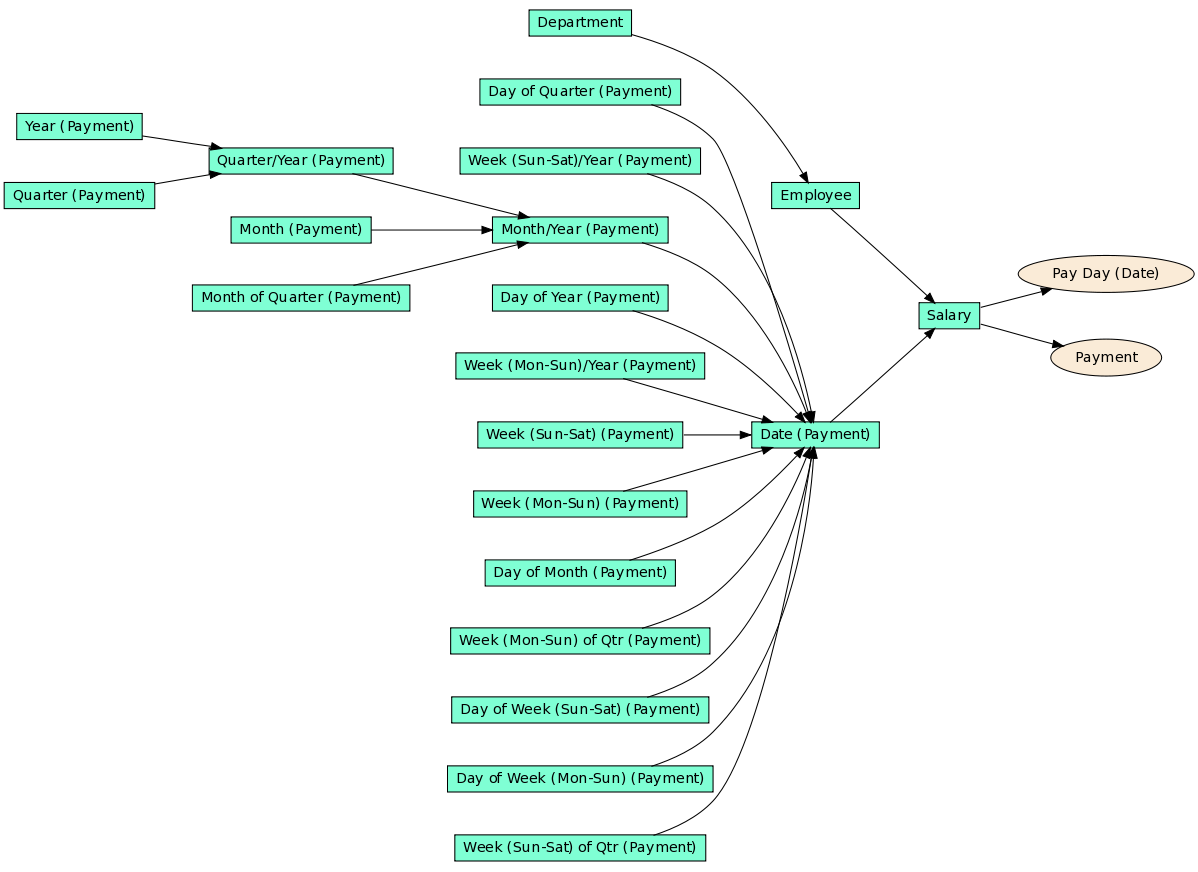 Department
Day of Quarter (Payment)
Year (Payment)
Quarter/Year (Payment)
Week (Sun-Sat)/Year (Payment)
Quarter (Payment)
Employee
Month (Payment)
Month/Year (Payment)
Pay Day (Date)
Month of Quarter (Payment)
Day of Year (Payment)
Salary
Payment
Week (Mon-Sun)/Year (Payment)
Week (Sun-Sat) (Payment)
Date (Payment)
Week (Mon-Sun) (Payment)
Day of Month (Payment)
Week (Mon-Sun) of Qtr (Payment)
Day of Week (Sun-Sat) (Payment)
Day of Week (Mon-Sun) (Payment)
Week (Sun-Sat) of Qtr (Payment)